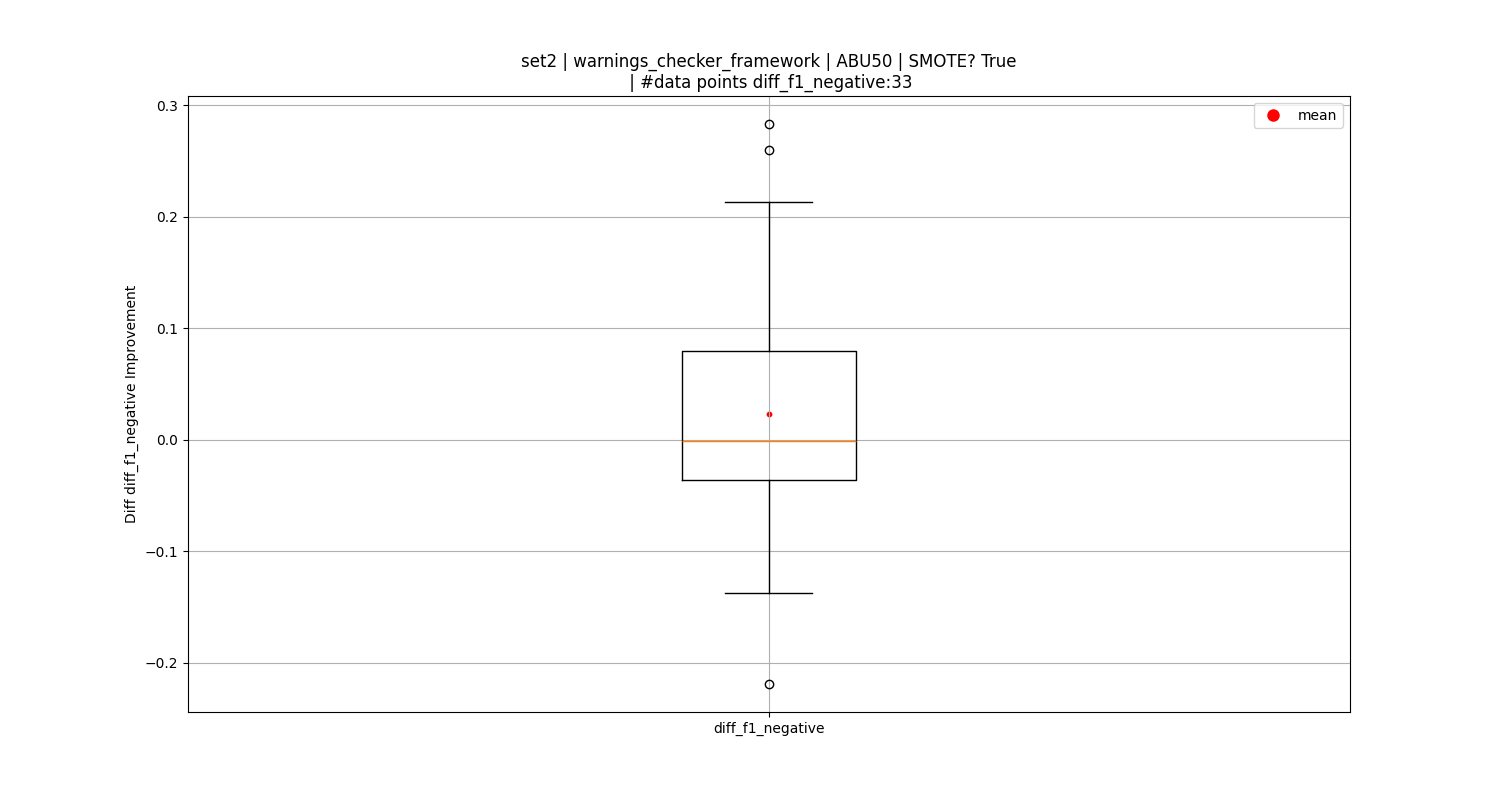 set2 | warnings_checker_framework | ABU50 | SMOTE? True
| #data points diff_f1_negative:33
mean
0.3
0.2
0.1
0.0
−0.1
−0.2
Diff diff_f1_negative Improvement
diff_f1_negative